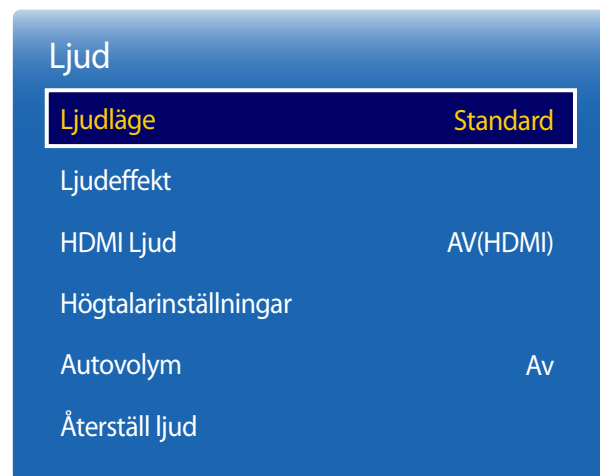 Ljud
Ljudläge Standard
Ljudeffekt
HDMI Ljud AV(HDMI)
Högtalarinställningar
Autovolym Av
Återställ ljud